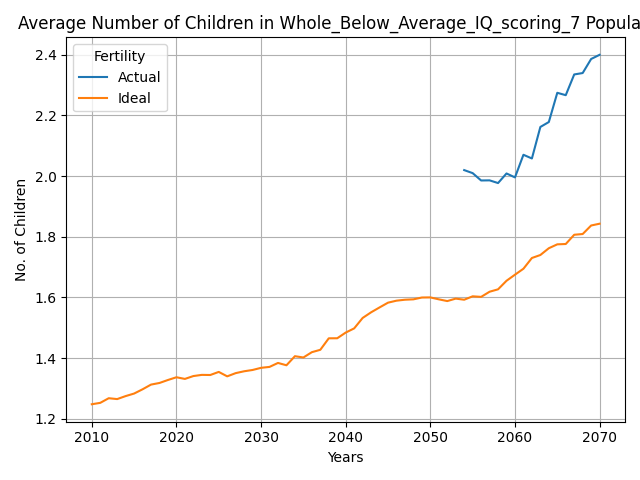 Average Number of Children in Whole_Below_Average_IQ_scoring_7 Popula
Fertility
Actual
Ideal
No. of Children
2.4
2.2
2.0
1.8
1.6
1.4
1.2
2010 2020 2030 2040 2050 2060 2070
Years